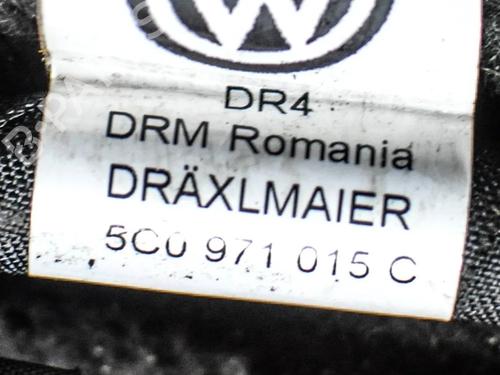 DR4
DRM Romania
DRÄXLMAIER
5C0 971 015 C